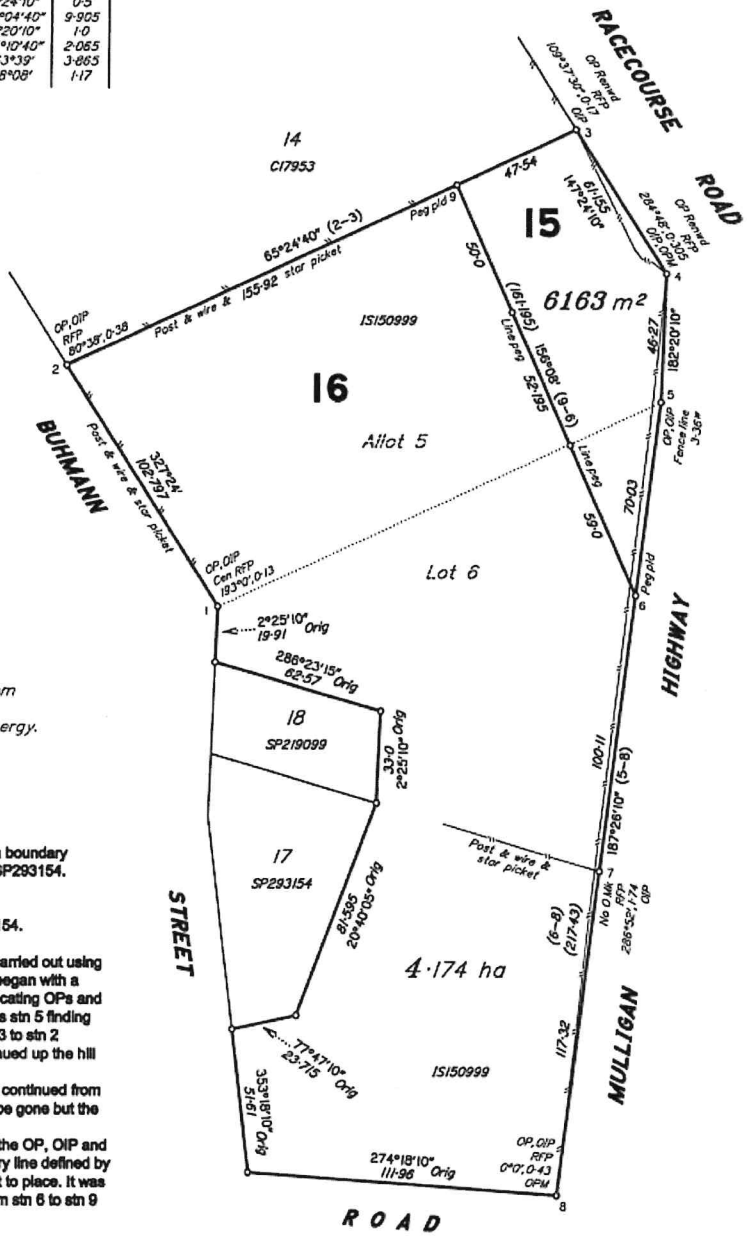 0·5
°04'40" 9·905
°20'10" 1·0
°10'40" 2·065
3°39' 3·865
8°08' 1·17
RACECOURSE
ROAD
OP Renwd
RFP
109°37'30", 0·17
OIP
3
14
C17953
47·54
Peg pld 9
65°24'40" (2-3)
Post & wire & 155·92 star picket
15
61·155
147°24'10"
OP Renwd
RFP
284°48', 0·305
OIP, OPM
4
6163 m²
OP, OIP
RFP
80°38', 0·38
2
IS150999
50·0
(161·195) 156°08' (9-6)
Line peg 52·195
46·27
182°20'10"
5
OP, OIP
Fence line
3·36w
16
Allot 5
BUHMANN
327°24'
102·797
Post & wire & star picket
Line peg
59·0
70·03
OP, OIP
Cen RFP
193°0', 0·13
1
Lot 6
Peg pld
6
HIGHWAY
2°25'10" Orig
19·91
286°23'15" Orig
62·57
18
SP219099
33·0
2°25'10" Orig
100·11
187°26'10" (5-8)
m
ergy.
Post & wire &
star picket
7
No O.Mk
RFP
286°52', 1·74
OIP
17
SP293154
81·595
20°40'05" Orig
(6-8)
(217·43)
boundary
SP293154.
STREET
4·174 ha
54.
arried out using
began with a
cating OPs and
s stn 5 finding
3 to stn 2
nued up the hill
77°47'10" Orig
23·715
IS150999
117·32
MULLIGAN
continued from
be gone but the
353°18'10" Orig
51·61
the OP, OIP and
ry line defined by
t to place. It was
m stn 6 to stn 9
274°18'10" Orig
111·96
OP, OIP
RFP
0°0', 0·43
OPM
8
ROAD